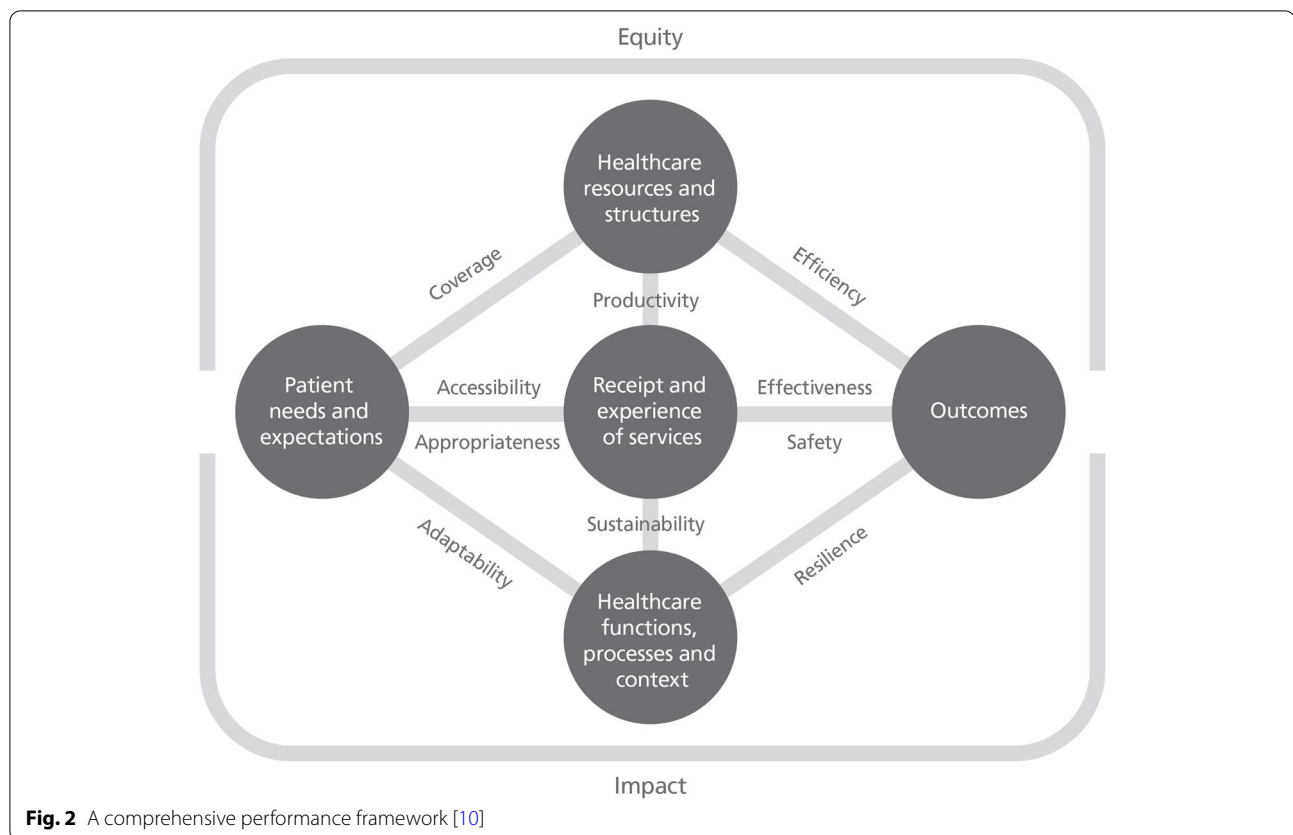 Equity
Healthcare
resources and
structures
Coverage
Efficiency
Productivity
Patient
needs and
expectations
Accessibility
Appropriateness
Receipt and
experience
of services
Effectiveness
Safety
Outcomes
Sustainability
Adaptability
Resilience
Healthcare
functions,
processes and
context
Impact
Fig. 2 A comprehensive performance framework [10]